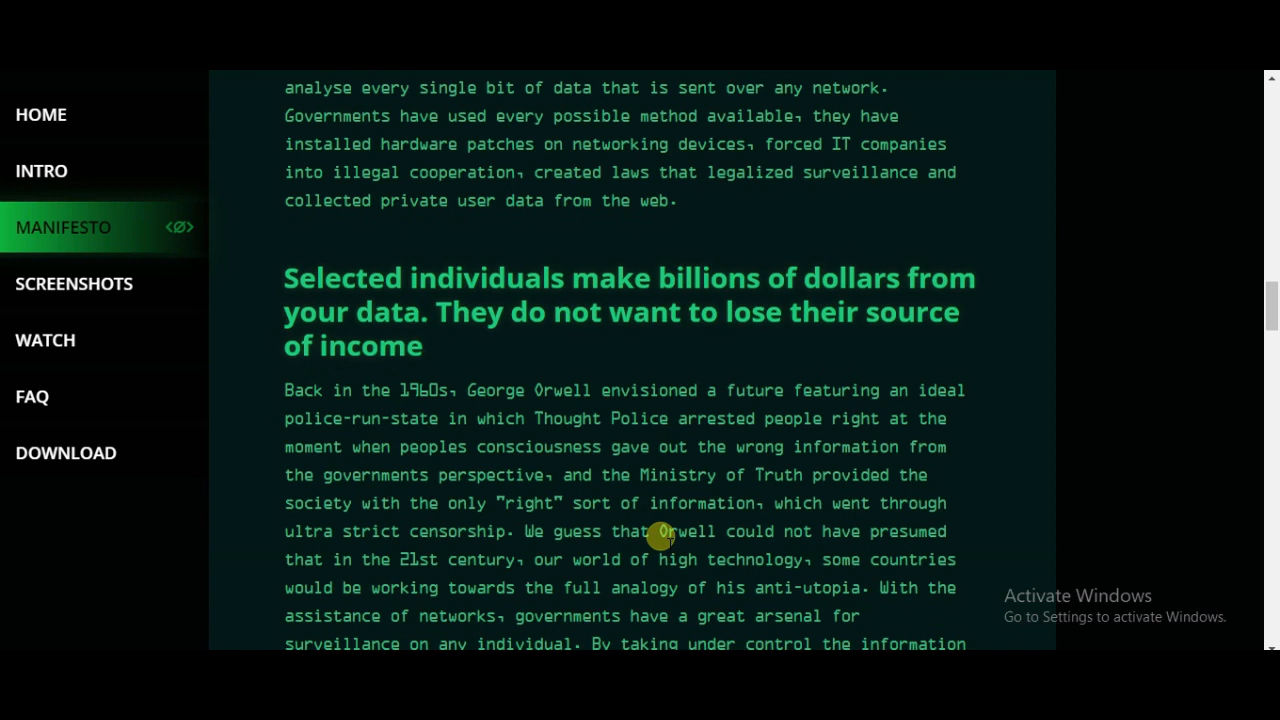 HOME
INTRO
MANIFESTO
SCREENSHOTS
WATCH
FAQ
DOWNLOAD
analyse every single bit of data that is sent over any network.
Governments have used every possible method available, they have
installed hardware patches on networking devices, forced IT companies
into illegal cooperation, created laws that legalized surveillance and
collected private user data from the web.
Selected individuals make billions of dollars from
your data. They do not want to lose their source
of income
Back in the 1960s, George Orwell envisioned a future featuring an ideal
police-run-state in which Thought Police arrested people right at the
moment when peoples consciousness gave out the wrong information from
the governments perspective, and the Ministry of Truth provided the
society with the only "right" sort of information, which went through
ultra strict censorship. We guess that Orwell could not have presumed
that in the 21st century, our world of high technology, some countries
would be working towards the full analogy of his anti-utopia. With the
assistance of networks, governments have a great arsenal for
surveillance on any individual. By taking under control the information
Activate Windows
Go to Settings to activate Windows.